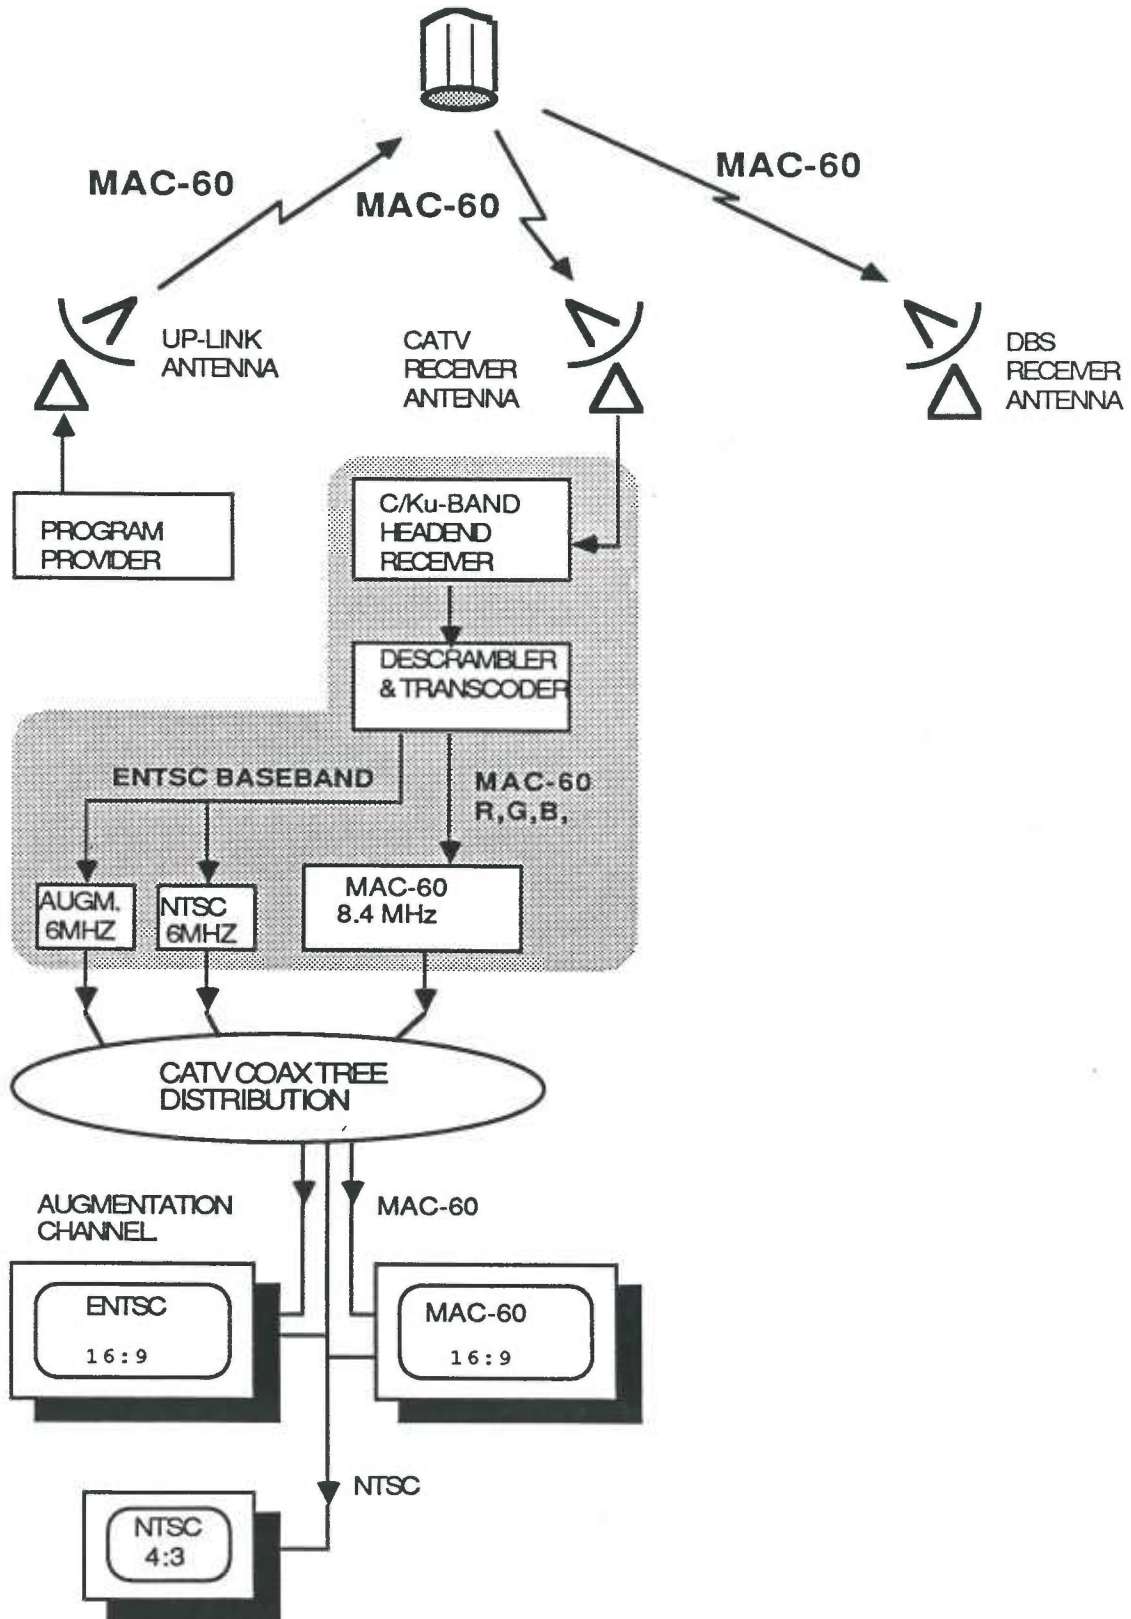 MAC-60
MAC-60
MAC-60
UP-LINK
ANTENNA
CATV
RECEIVER
ANTENNA
DBS
RECEIVER
ANTENNA
PROGRAM
PROVIDER
C/Ku-BAND
HEADEND
RECEIVER
DESCRAMBLER
& TRANSCODER
ENTSC BASEBAND
MAC-60
R,G,B,
AUGM.
6MHZ
NTSC
6MHZ
MAC-60
8.4 MHz
CATV COAX TREE
DISTRIBUTION
AUGMENTATION
CHANNEL
MAC-60
ENTSC
16:9
MAC-60
16:9
NTSC
NTSC
4:3